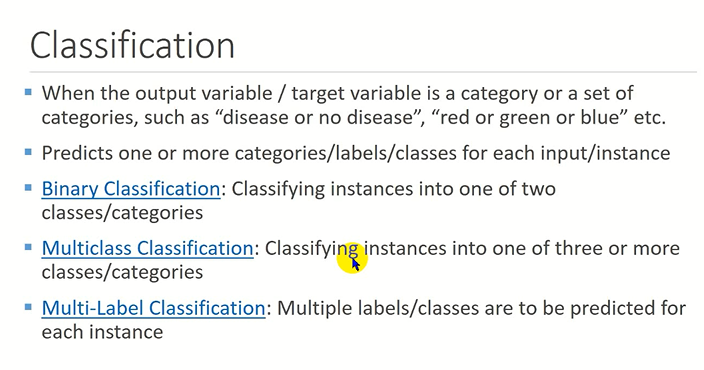 Classification
When the output variable / target variable is a category or a set of
categories, such as “disease or no disease”, “red or green or blue” etc.
Predicts one or more categories/labels/classes for each input/instance
Binary Classification: Classifying instances into one of two
classes/categories
Multiclass Classification: Classifying instances into one of three or more
classes/categories
Multi-Label Classification: Multiple labels/classes are to be predicted for
each instance